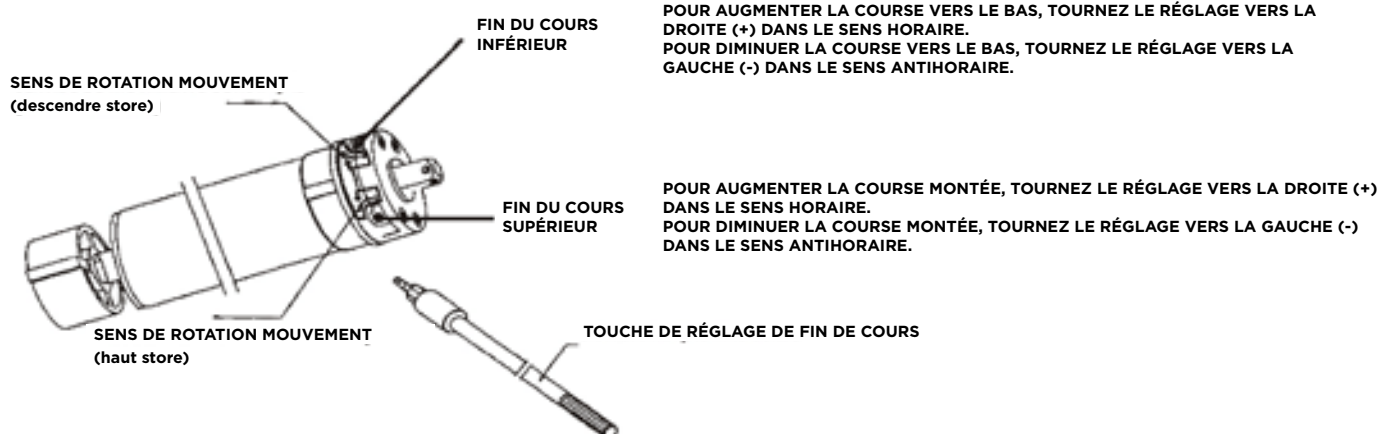 FIN DU COURS
INFÉRIEUR
POUR AUGMENTER LA COURSE VERS LE BAS, TOURNEZ LE RÉGLAGE VERS LA
DROITE (+) DANS LE SENS HORAIRE.
POUR DIMINUER LA COURSE VERS LE BAS, TOURNEZ LE RÉGLAGE VERS LA
GAUCHE (-) DANS LE SENS ANTIHORAIRE.
SENS DE ROTATION MOUVEMENT
(descendre store)
FIN DU COURS
SUPÉRIEUR
POUR AUGMENTER LA COURSE MONTÉE, TOURNEZ LE RÉGLAGE VERS LA DROITE (+)
DANS LE SENS HORAIRE.
POUR DIMINUER LA COURSE MONTÉE, TOURNEZ LE RÉGLAGE VERS LA GAUCHE (-)
DANS LE SENS ANTIHORAIRE.
SENS DE ROTATION MOUVEMENT
(haut store)
TOUCHE DE RÉGLAGE DE FIN DE COURS